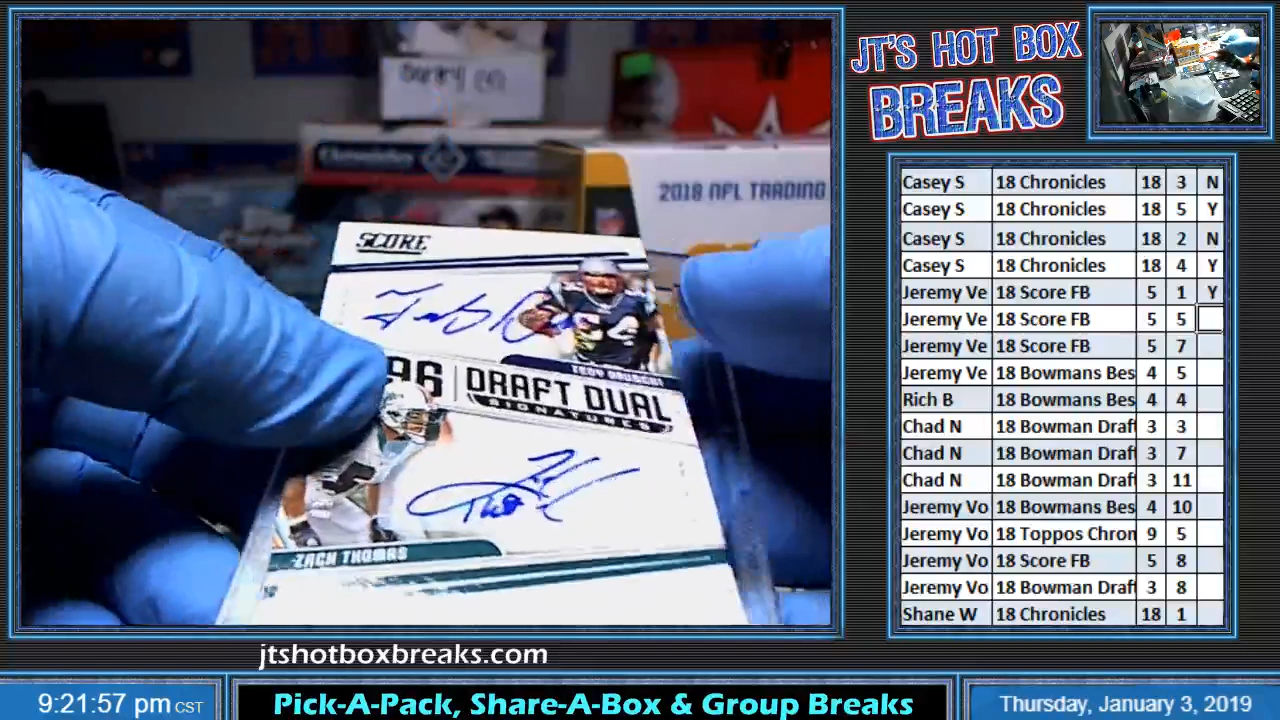 JT'S HOT BOX
BREAKS
2018 NFL TRADING
SCORE
TEDY BRUSCHI
96 DRAFT DUAL
SIGNATURES
ZACH THOMAS
Casey S 18 Chronicles 18 3 N
Casey S 18 Chronicles 18 5 Y
Casey S 18 Chronicles 18 2 N
Casey S 18 Chronicles 18 4 Y
Jeremy Ve 18 Score FB 5 1 Y
Jeremy Ve 18 Score FB 5 5
Jeremy Ve 18 Score FB 5 7
Jeremy Ve 18 Bowmans Bes 4 5
Rich B 18 Bowmans Bes 4 4
Chad N 18 Bowman Draf 3 3
Chad N 18 Bowman Draf 3 7
Chad N 18 Bowman Draf 3 11
Jeremy Vo 18 Bowmans Bes 4 10
Jeremy Vo 18 Toppos Chron 9 5
Jeremy Vo 18 Score FB 5 8
Jeremy Vo 18 Bowman Draf 3 8
Shane W 18 Chronicles 18 1
jtshotboxbreaks.com
9:21:57 pm CST
Pick-A-Pack, Share-A-Box & Group Breaks
Thursday, January 3, 2019